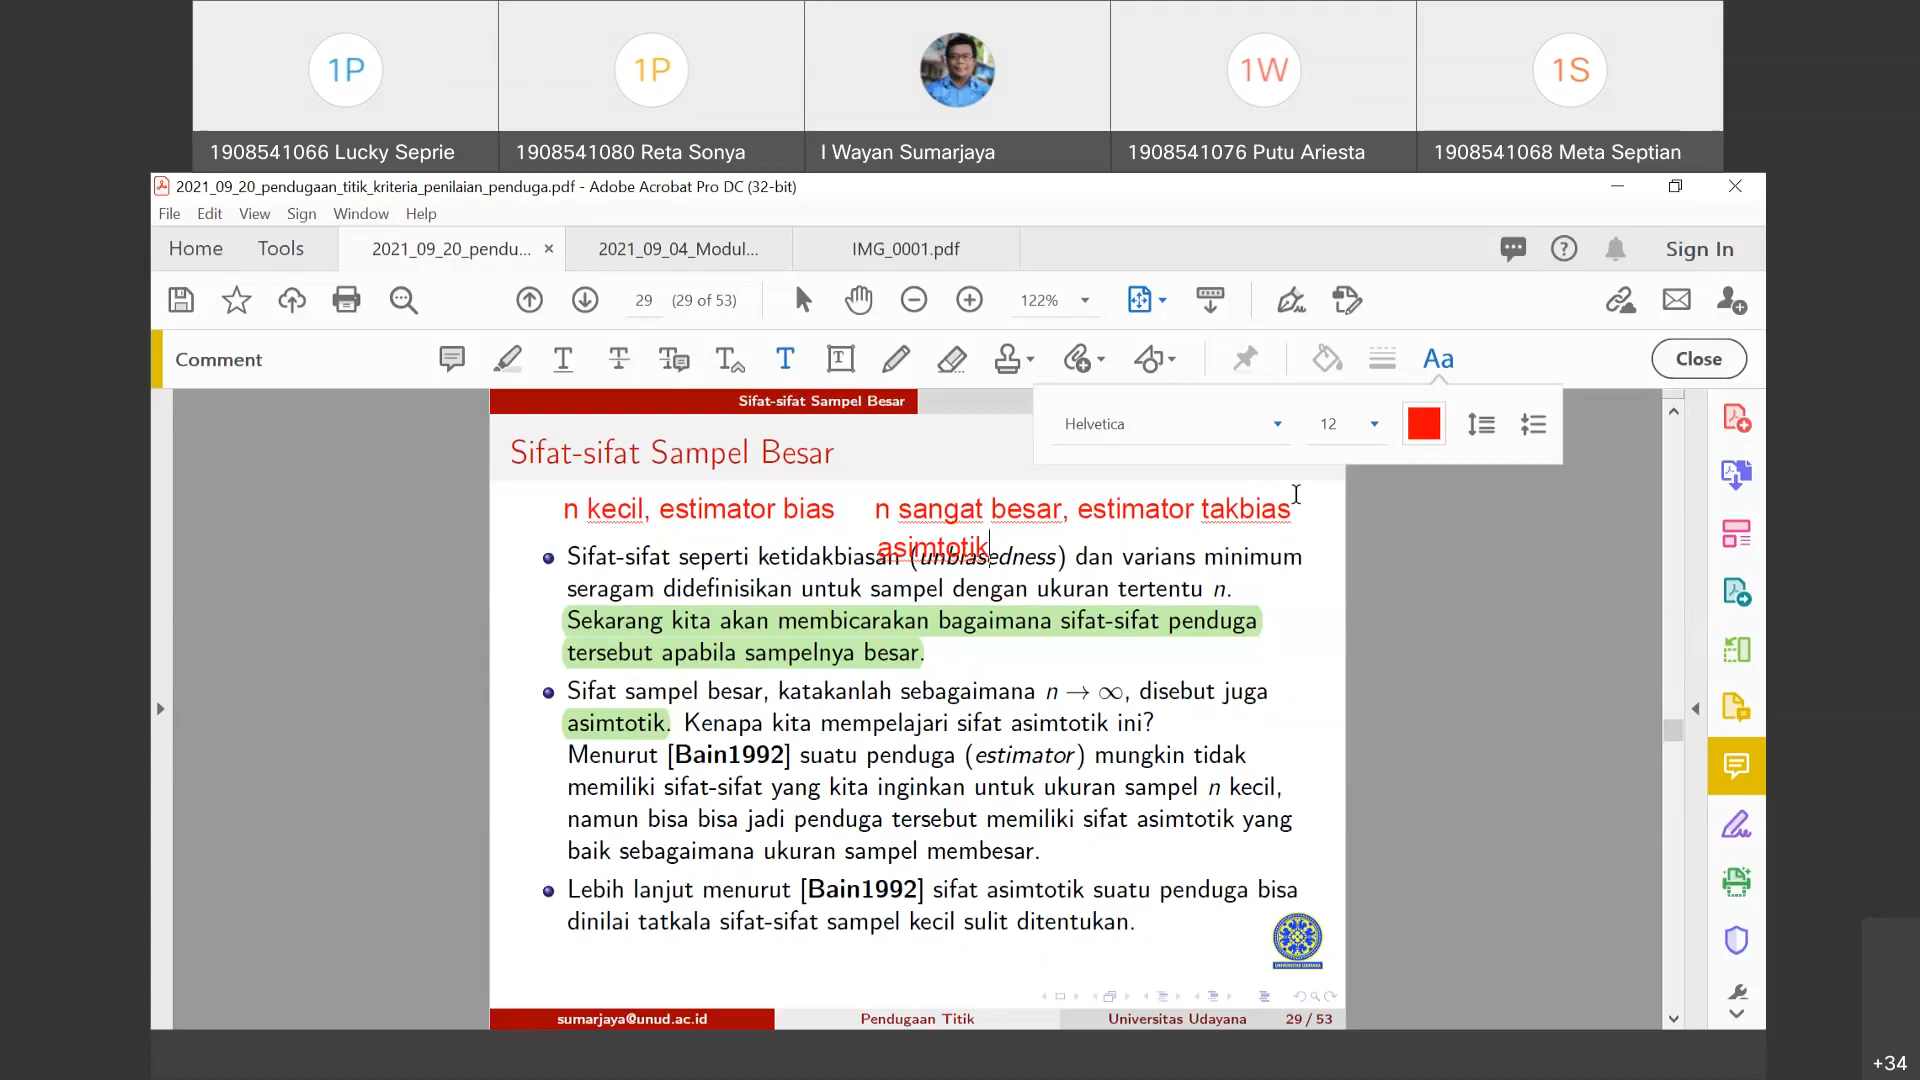 1P
1P
1W
1S
1908541066 Lucky Seprie
1908541080 Reta Sonya
I Wayan Sumarjaya
1908541076 Putu Ariesta
1908541068 Meta Septian
2021_09_20_pendugaan_titik_kriteria_penilaian_penduga.pdf - Adobe Acrobat Pro DC (32-bit)
File Edit View Sign Window Help
Home Tools 2021_09_20_pendu... × 2021_09_04_Modul... IMG_0001.pdf Sign In
29 (29 of 53) 122%
Comment Aa Close
Sifat-sifat Sampel Besar
Helvetica 12
Sifat-sifat Sampel Besar
n kecil, estimator bias n sangat besar, estimator takbias
asimtotik
Sifat-sifat seperti ketidakbiasan (unbiasedness) dan varians minimum
seragam didefinisikan untuk sampel dengan ukuran tertentu n.
Sekarang kita akan membicarakan bagaimana sifat-sifat penduga
tersebut apabila sampelnya besar.
Sifat sampel besar, katakanlah sebagaimana n → ∞, disebut juga
asimtotik. Kenapa kita mempelajari sifat asimtotik ini?
Menurut [Bain1992] suatu penduga (estimator) mungkin tidak
memiliki sifat-sifat yang kita inginkan untuk ukuran sampel n kecil,
namun bisa bisa jadi penduga tersebut memiliki sifat asimtotik yang
baik sebagaimana ukuran sampel membesar.
Lebih lanjut menurut [Bain1992] sifat asimtotik suatu penduga bisa
dinilai tatkala sifat-sifat sampel kecil sulit ditentukan.
UNIVERSITAS UDAYANA
sumarjaya@unud.ac.id Pendugaan Titik Universitas Udayana 29 / 53
+34